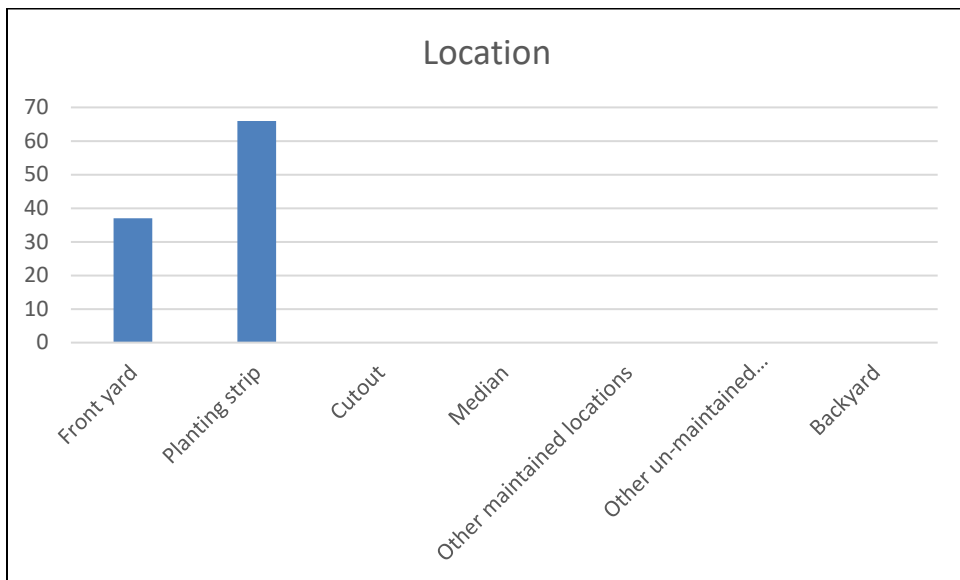 Location
70
60
50
40
30
20
10
0
Front yard
Planting strip
Cutout
Median
Other maintained locations
Other un-maintained...
Backyard